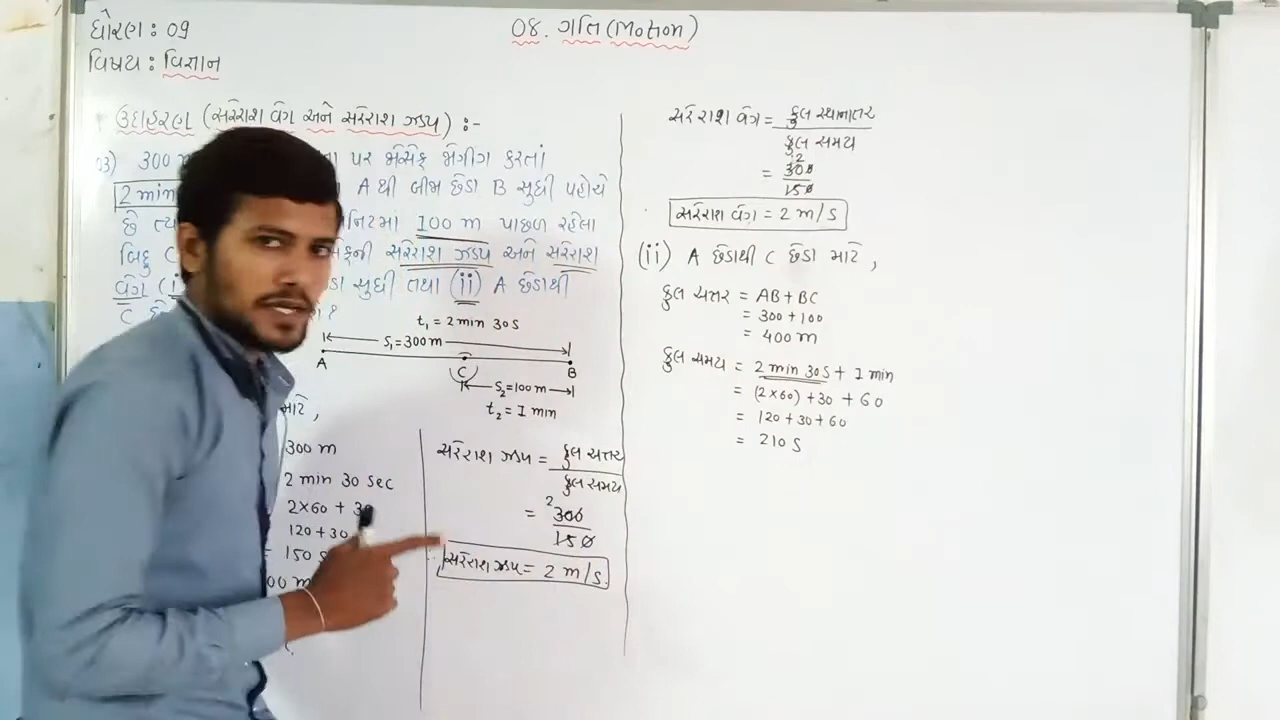 ધોરણ : 09
વિષય : વિજ્ઞાન
08. ગતિ (Motion)
ઉદાહરણ (સરેરાશ વેગ અને સરેરાશ ઝડપ) :-
03) 300 પર જોસેફ જોગીંગ કરતાં
2 min A થી બીજા છેડા B સુધી પહોચે
છે ત્યા મિનિટમાં 100 m પાછળ રહેલા
બિંદુ C સરેરાશ ઝડપ અને સરેરાશ
વેગ (i સુધી તથા (ii) A છેડાથી
C
t₁ = 2 min 30 S
S₁ = 300 m
A C B
S₂ = 100 m
t₂ = 1 min
માટે,
300 m
2 min 30 sec
2×60 + 30
120 + 30
= 150 s
00 m
સરેરાશ ઝડપ = કુલ અંતર
કુલ સમય
2
= 300
150
સરેરાશ ઝડપ = 2 m/s.
સરેરાશ વેગ = કુલ સ્થાનાંતર
કુલ સમય
2
= 300
150
સરેરાશ વેગ = 2 m/s
(ii) A છેડાથી C છેડા માટે,
કુલ અંતર = AB + BC
= 300 + 100
= 400 m
કુલ સમય = 2 min 30 S + 1 min
= (2×60) + 30 + 60
= 120 + 30 + 60
= 210 S